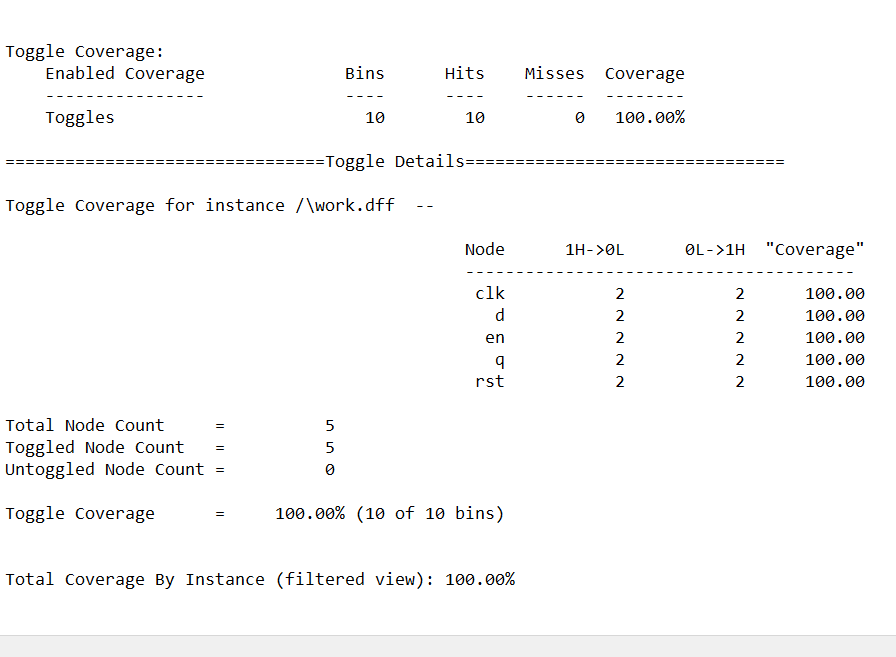 Toggle Coverage:
    Enabled Coverage              Bins      Hits    Misses  Coverage
    ----------------              ----      ----    ------  --------
    Toggles                         10        10         0   100.00%
================================Toggle Details================================
Toggle Coverage for instance /\work.dff  --
                                              Node      1H->0L      0L->1H  "Coverage"
                                              ---------------------------------------
                                               clk           2           2      100.00
                                                 d           2           2      100.00
                                                en           2           2      100.00
                                                 q           2           2      100.00
                                               rst           2           2      100.00
Total Node Count     =          5
Toggled Node Count   =          5
Untoggled Node Count =          0
Toggle Coverage      =     100.00% (10 of 10 bins)
Total Coverage By Instance (filtered view): 100.00%